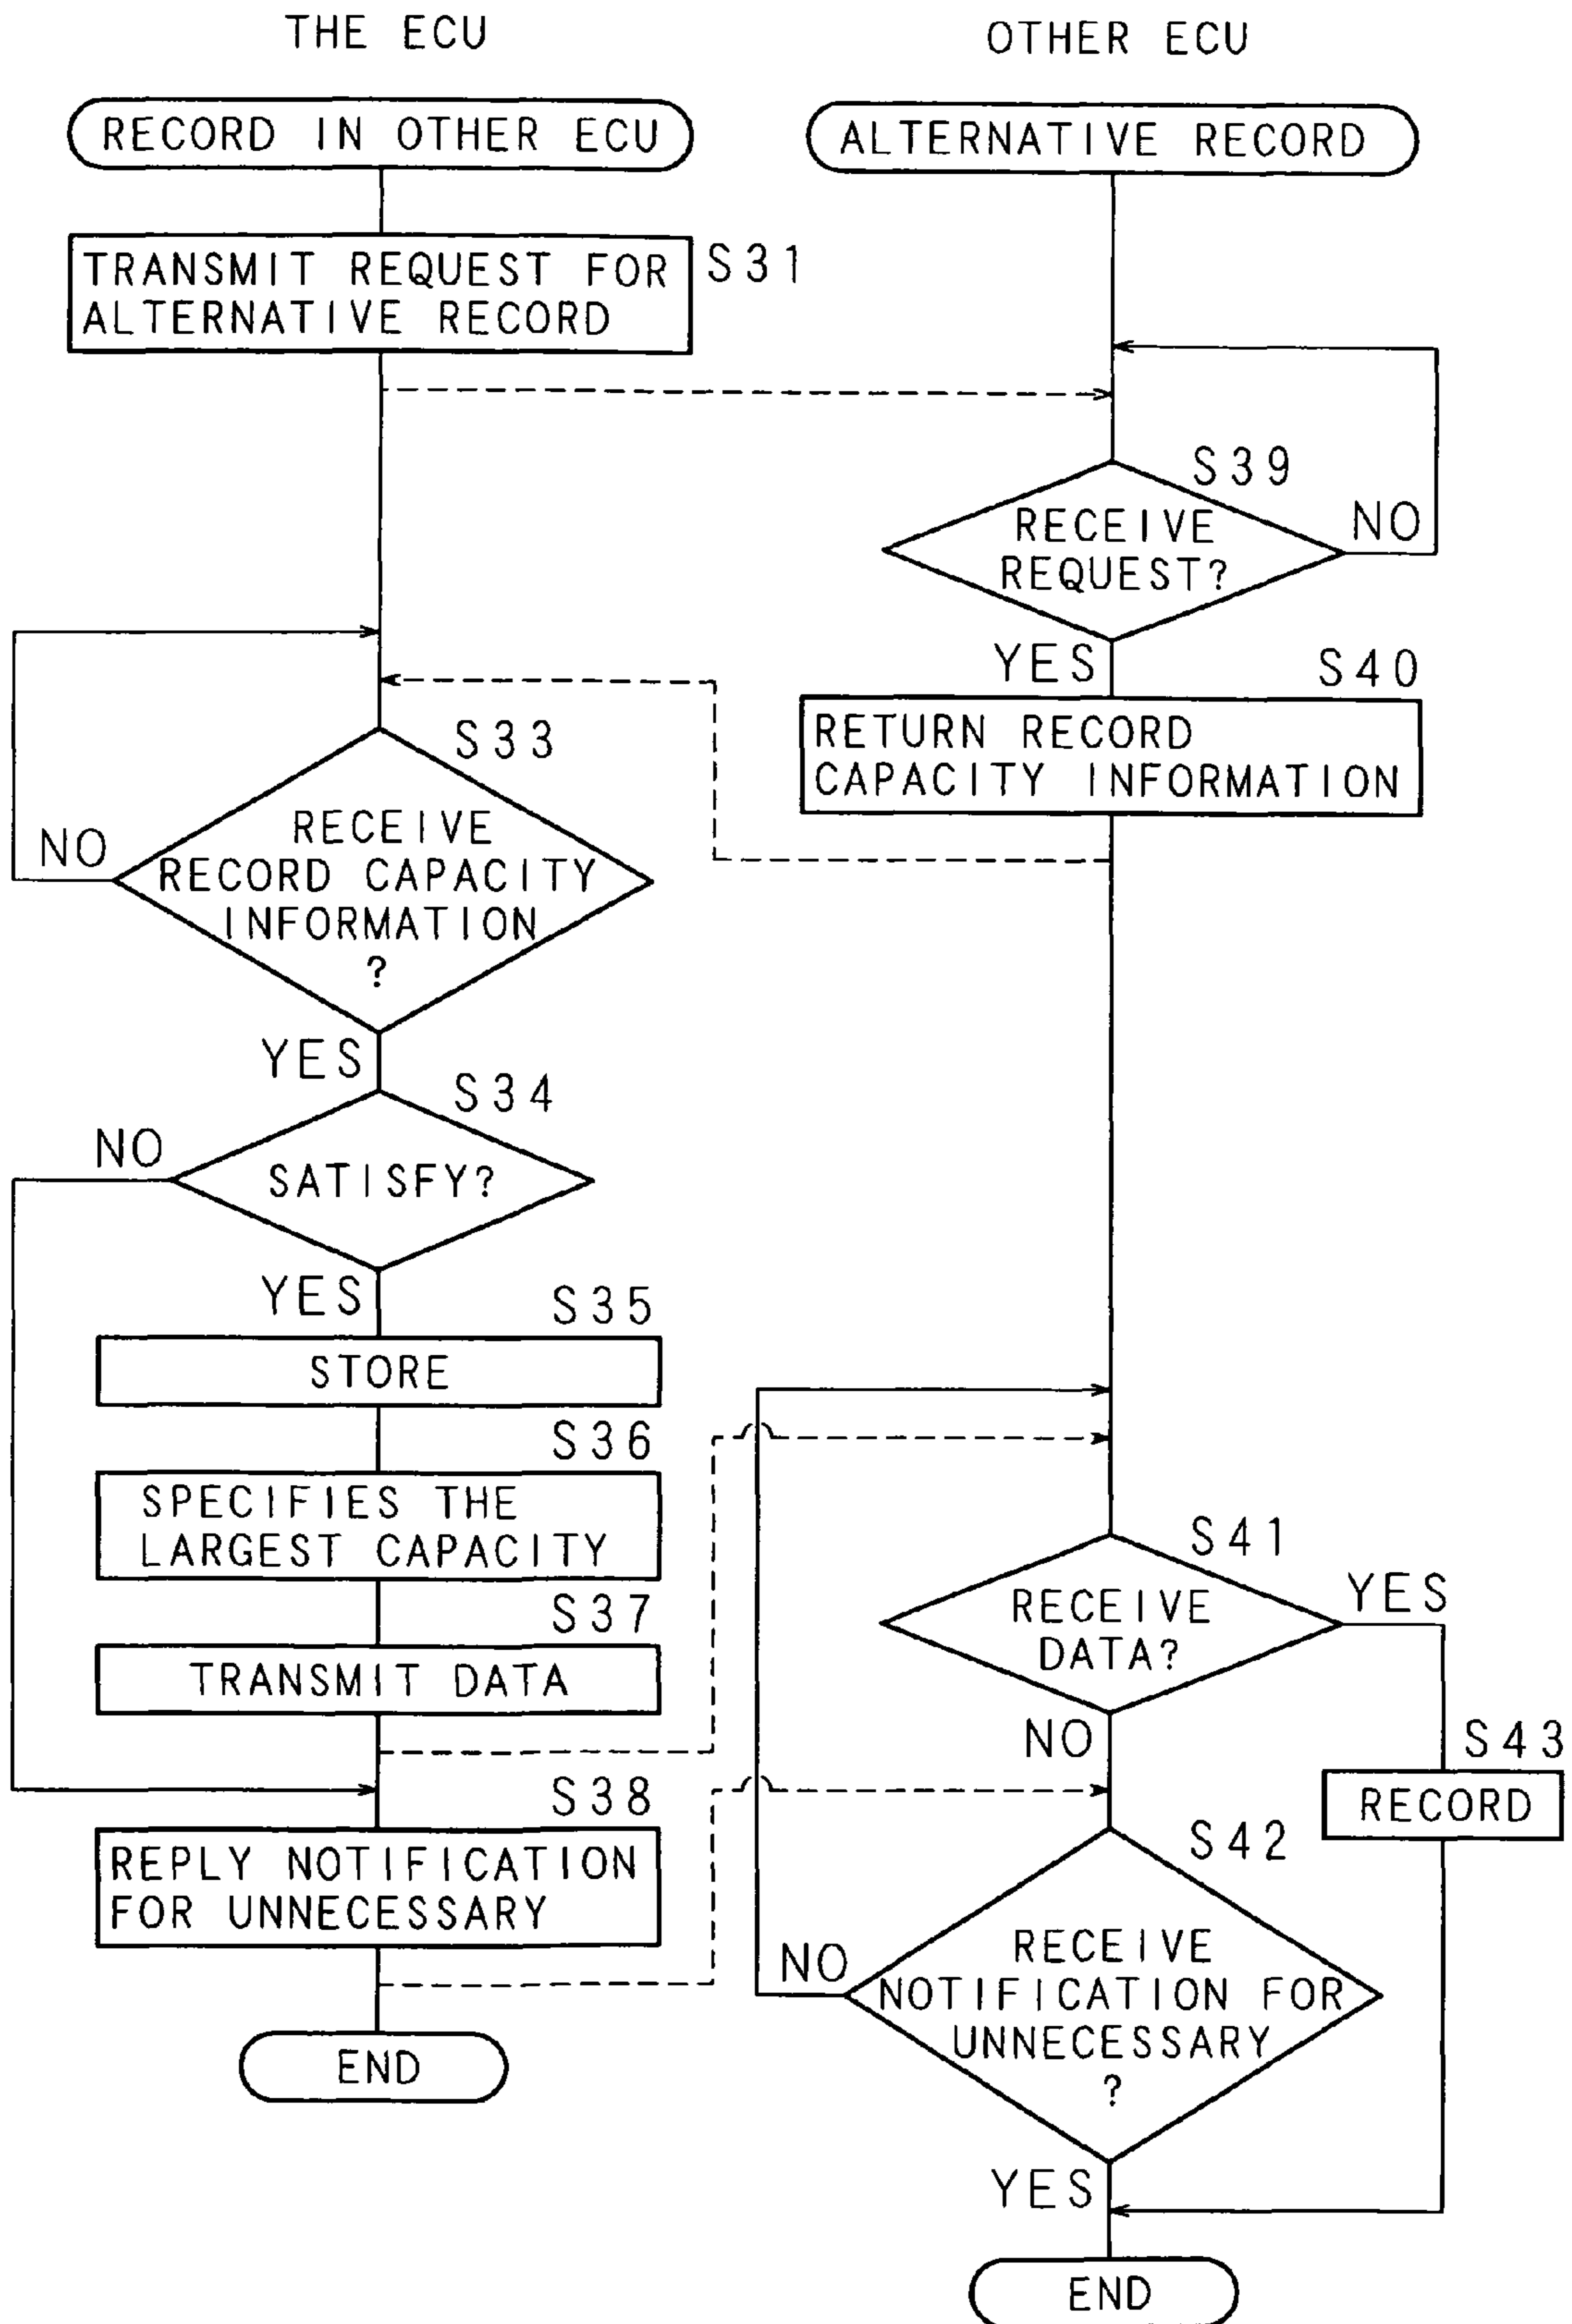 THE ECU
RECORD IN OTHER ECU
TRANSMIT REQUEST FOR
ALTERNATIVE RECORD
S31
NO
S33
RECEIVE
RECORD CAPACITY
INFORMATION
?
YES
S34
NO
SATISFY?
YES
S35
STORE
S36
SPECIFIES THE
LARGEST CAPACITY
S37
TRANSMIT DATA
S38
REPLY NOTIFICATION
FOR UNNECESSARY
END
OTHER ECU
ALTERNATIVE RECORD
S39
RECEIVE
REQUEST?
NO
YES
S40
RETURN RECORD
CAPACITY INFORMATION
S41
RECEIVE
DATA?
YES
NO
S43
RECORD
S42
RECEIVE
NOTIFICATION FOR
UNNECESSARY
?
NO
YES
END